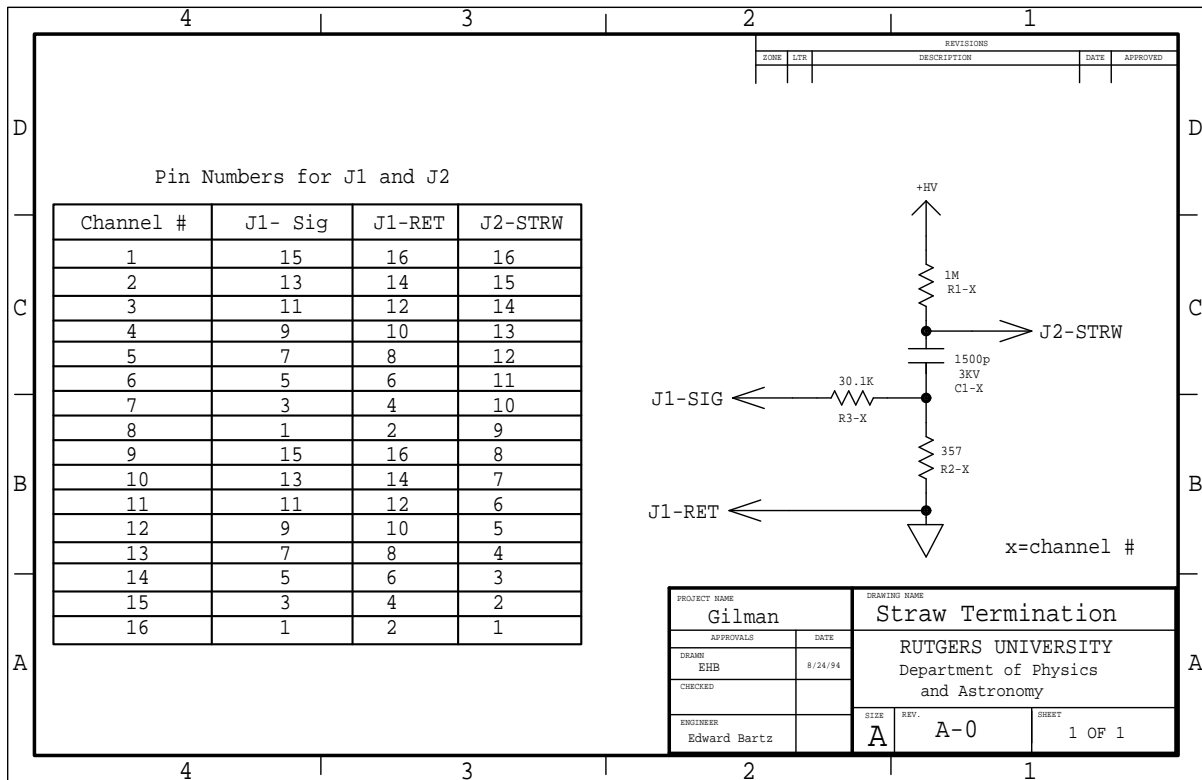 4 3 2 1
REVISIONS
ZONE LTR DESCRIPTION DATE APPROVED
D D
Pin Numbers for J1 and J2
Channel # J1- Sig J1-RET J2-STRW
1 15 16 16
2 13 14 15
3 11 12 14
4 9 10 13
5 7 8 12
6 5 6 11
7 3 4 10
8 1 2 9
9 15 16 8
10 13 14 7
11 11 12 6
12 9 10 5
13 7 8 4
14 5 6 3
15 3 4 2
16 1 2 1
+HV
1M
R1-X
C C
J2-STRW
1500p
3KV
C1-X
30.1K
J1-SIG
R3-X
357
R2-X
B B
J1-RET
x=channel #
PROJECT NAME
Gilman
APPROVALS DATE
DRAWN
EHB 8/24/94
CHECKED
ENGINEER
Edward Bartz
DRAWING NAME
Straw Termination
RUTGERS UNIVERSITY
Department of Physics
and Astronomy
SIZE REV. SHEET
A A-0 1 OF 1
A A
4 3 2 1